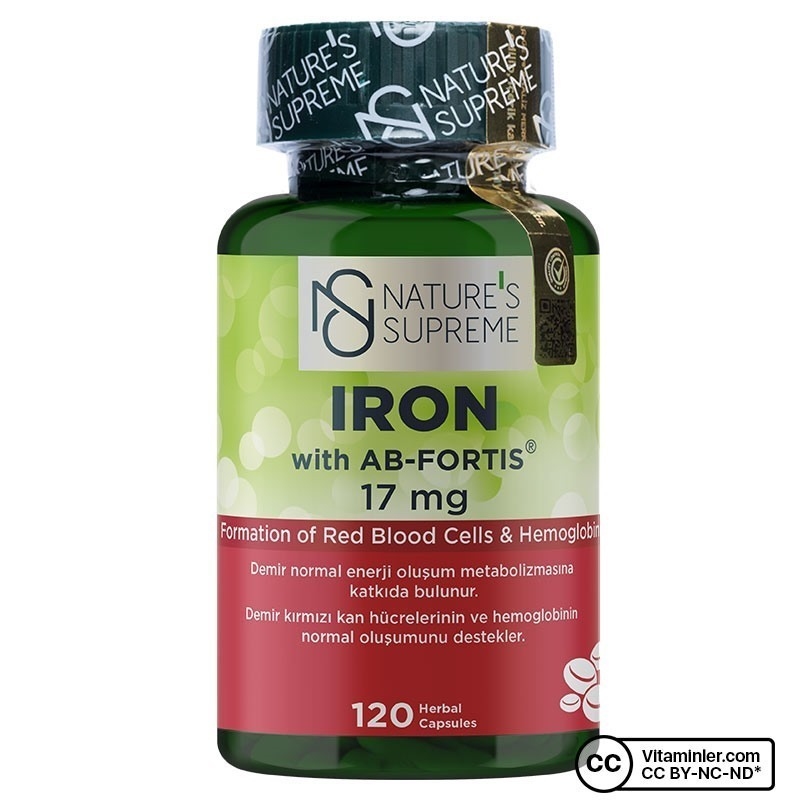 NATURE'S
SUPREME
NATURE'S
SUPREME
NATURE'S
SUPREME
IRON
with AB-FORTIS®
17 mg
Formation of Red Blood Cells & Hemoglobin
Demir normal enerji oluşum metabolizmasına
katkıda bulunur.
Demir kırmızı kan hücrelerinin ve hemoglobinin
normal oluşumunu destekler.
120 Herbal
Capsules
CC
Vitaminler.com
CC BY-NC-ND*